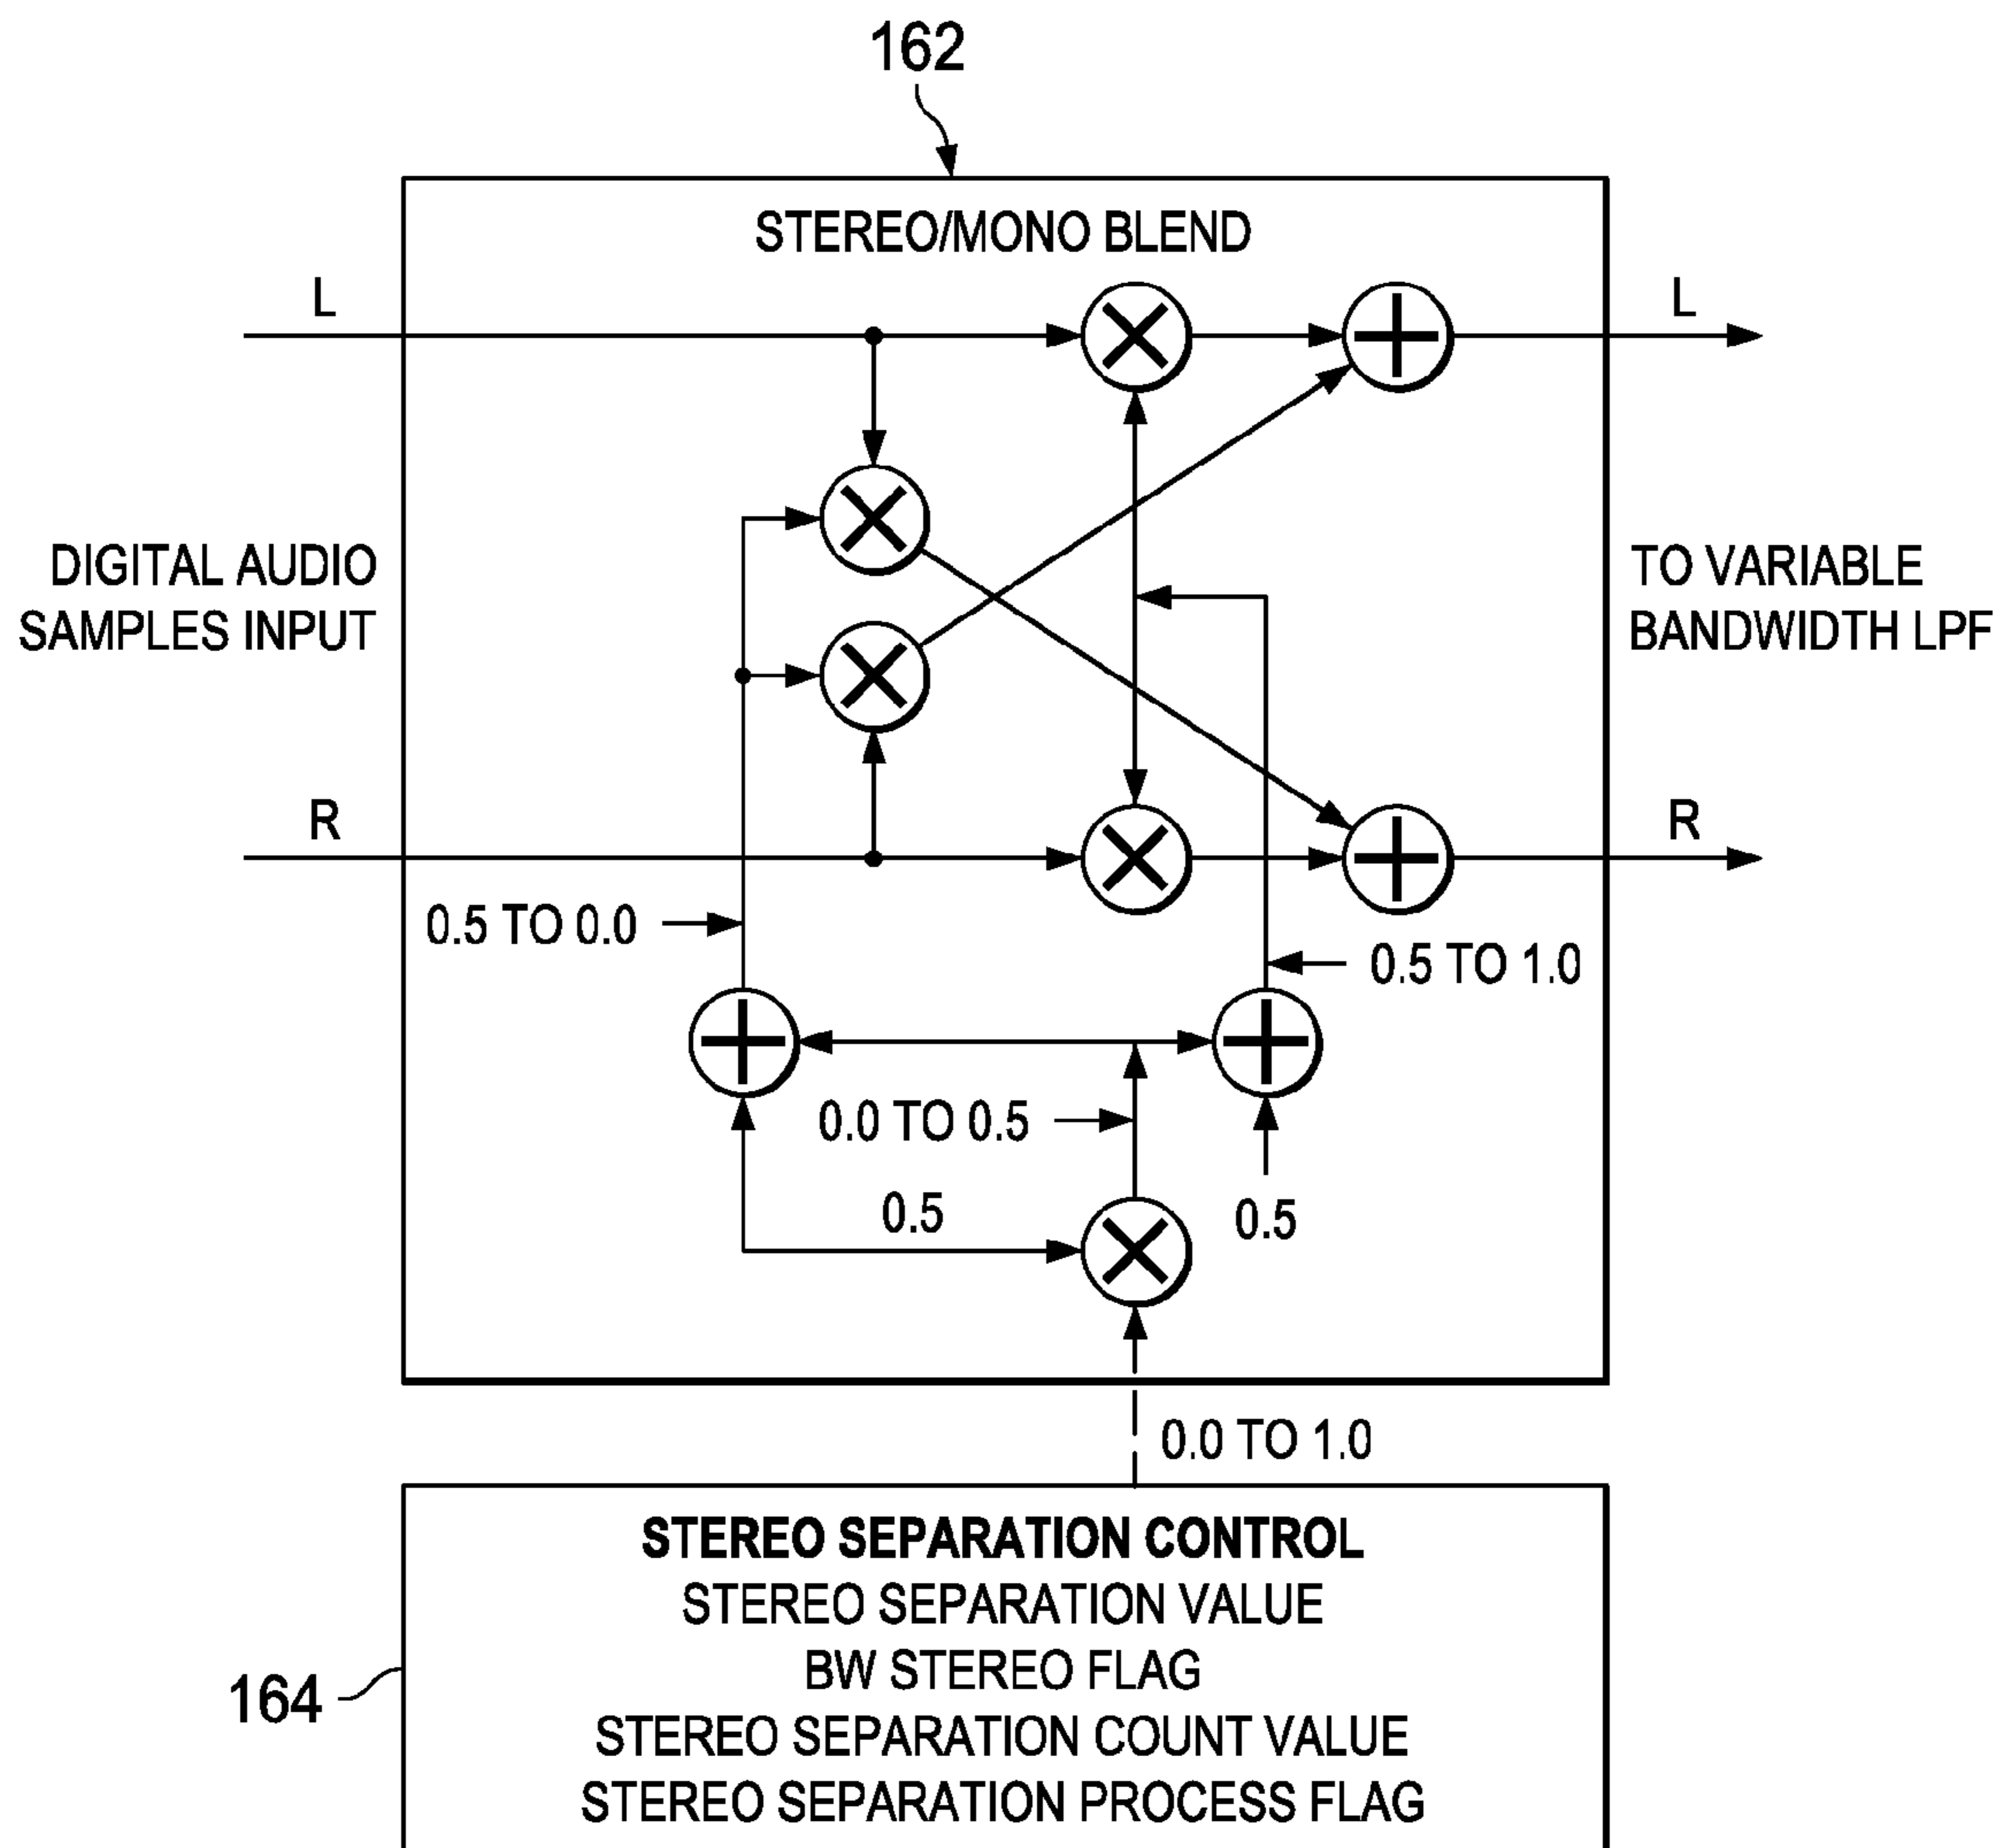 162
STEREO/MONO BLEND
L
L
DIGITAL AUDIO
SAMPLES INPUT
TO VARIABLE
BANDWIDTH LPF
R
R
0.5 TO 0.0
0.5 TO 1.0
0.0 TO 0.5
0.5
0.5
0.0 TO 1.0
STEREO SEPARATION CONTROL
STEREO SEPARATION VALUE
BW STEREO FLAG
164
STEREO SEPARATION COUNT VALUE
STEREO SEPARATION PROCESS FLAG